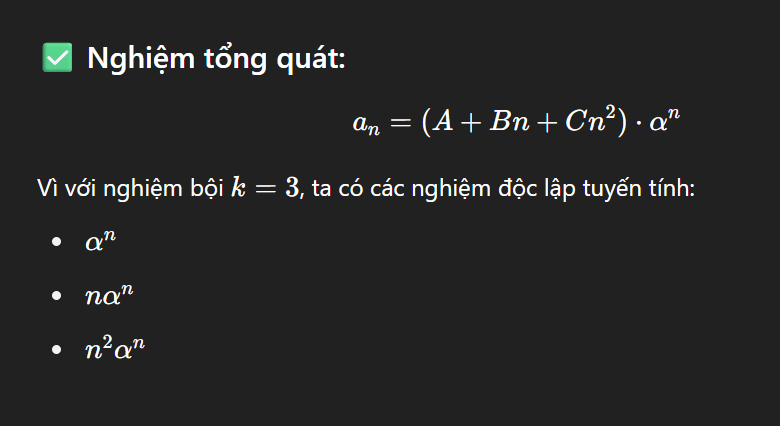 ✅ Nghiệm tổng quát:
aₙ = (A + Bn + Cn²) · αⁿ
Vì với nghiệm bội k = 3, ta có các nghiệm độc lập tuyến tính:
• αⁿ
• nαⁿ
• n²αⁿ